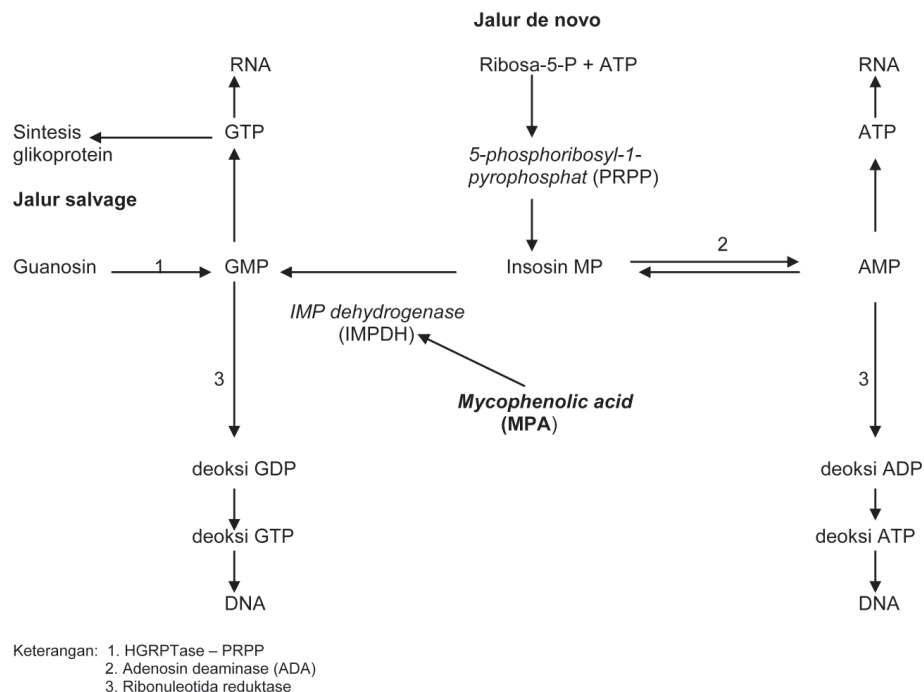 Jalur de novo
RNA
Ribosa-5-P + ATP
RNA
Sintesis
glikoprotein
GTP
ATP
5-phosphoribosyl-1-
pyrophosphat (PRPP)
Jalur salvage
2
Guanosin
1
GMP
Insosin MP
AMP
IMP dehydrogenase
(IMPDH)
3
3
Mycophenolic acid
(MPA)
deoksi GDP
deoksi ADP
deoksi GTP
deoksi ATP
DNA
DNA
Keterangan: 1. HGRPTase – PRPP
2. Adenosin deaminase (ADA)
3. Ribonuleotida reduktase